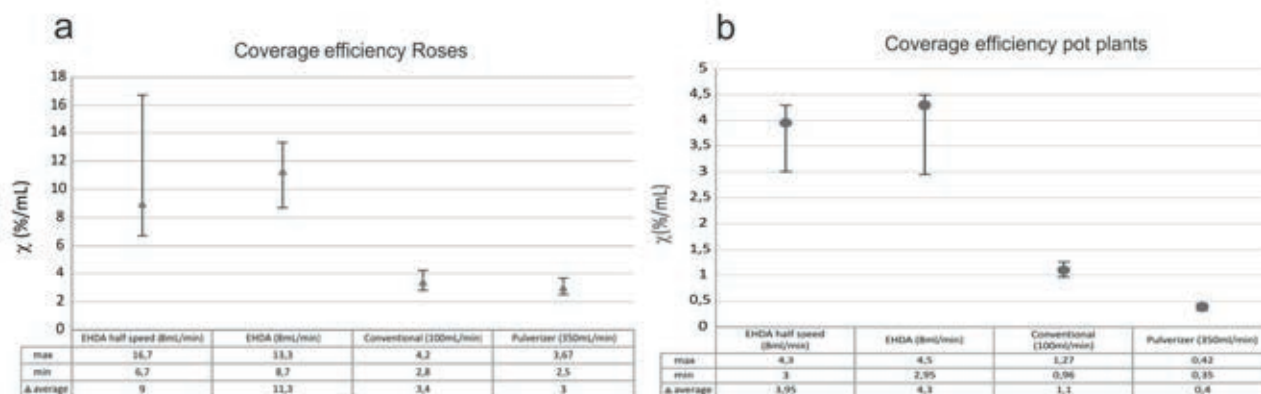 a
Coverage efficiency Roses
χ (%/mL)
18
16
14
12
10
8
6
4
2
0
EHDA half speed (8mL/min) EHDA (8mL/min) Conventional (100mL/min) Pulverizer (350mL/min)
max 16,7 13,3 4,2 3,67
min 6,7 8,7 2,8 2,5
average 9 11,3 3,4 3
b
Coverage efficiency pot plants
χ(%/mL)
5
4,5
4
3,5
3
2,5
2
1,5
1
0,5
0
EHDA half speed (8ml/min) EHDA (8ml/min) Conventional (100ml/min) Pulverizer (350ml/min)
max 4,3 4,5 1,27 0,42
min 3 2,95 0,96 0,35
average 3,95 4,3 1,1 0,4